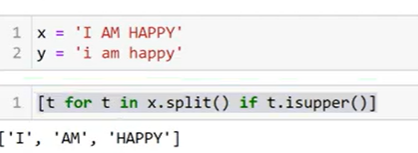 1 x = 'I AM HAPPY'
2 y = 'i am happy'
1 [t for t in x.split() if t.isupper()]
['I', 'AM', 'HAPPY']